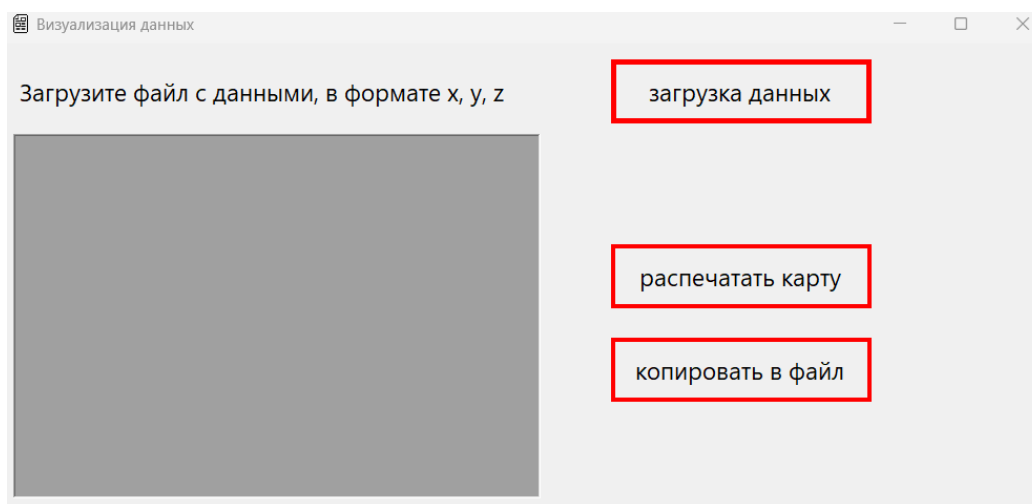 Визуализация данных
Загрузите файл с данными, в формате x, y, z
загрузка данных
распечатать карту
копировать в файл